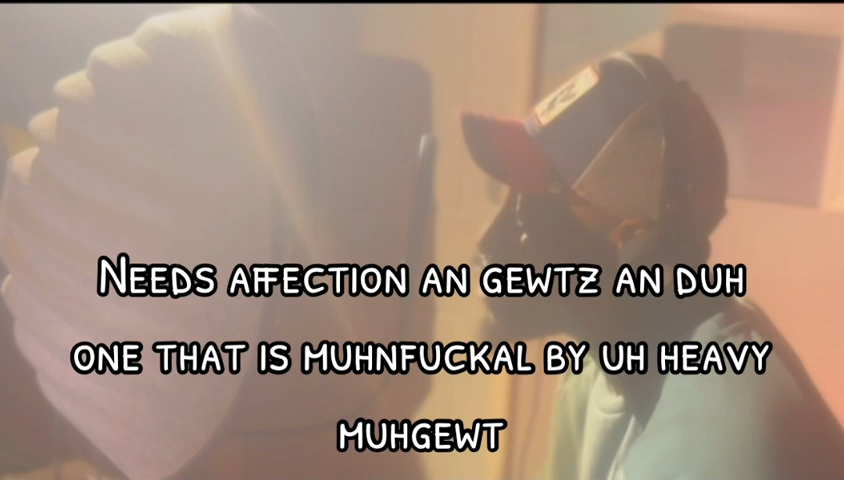 Needs affection an gewtz an duh
one that is muhnfuckal by uh heavy
muhgewt